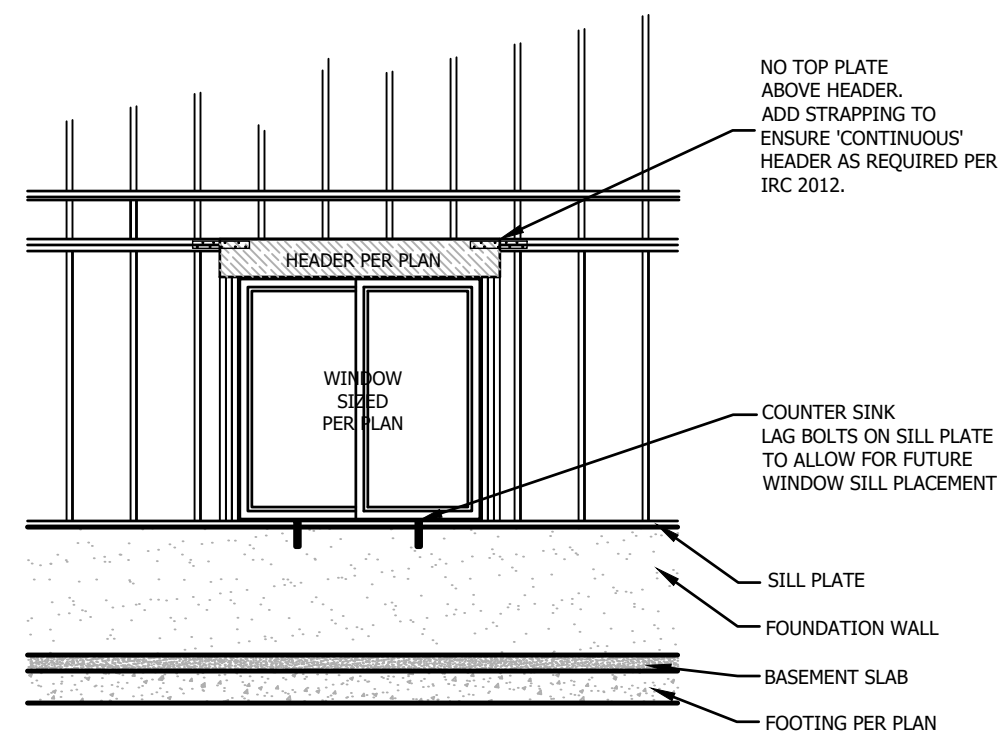 NO TOP PLATE
ABOVE HEADER.
ADD STRAPPING TO
ENSURE 'CONTINUOUS'
HEADER AS REQUIRED PER
IRC 2012.
HEADER PER PLAN
WINDOW
SIZED
PER PLAN
COUNTER SINK
LAG BOLTS ON SILL PLATE
TO ALLOW FOR FUTURE
WINDOW SILL PLACEMENT
SILL PLATE
FOUNDATION WALL
BASEMENT SLAB
FOOTING PER PLAN